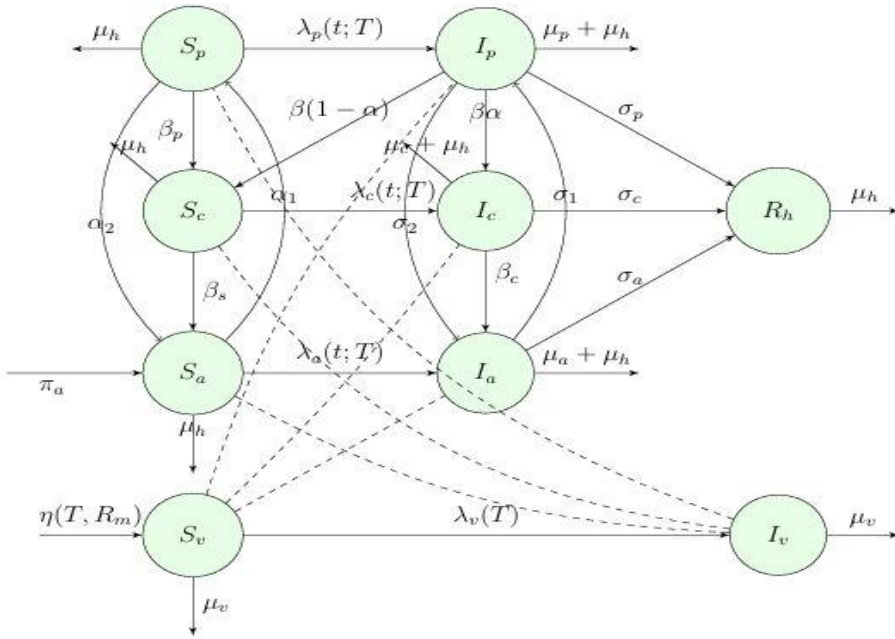 μ_h
S_p
λ_p(t; T)
I_p
μ_p + μ_h
β_p
μ_h
β(1 − α)
βα
σ_p
μ_c + μ_h
α_2
S_c
α_1
λ_c(t; T)
σ_2
I_c
σ_1
σ_c
R_h
μ_h
β_s
β_c
σ_a
π_a
S_a
λ_a(t; T)
I_a
μ_a + μ_h
μ_h
η(T, R_m)
S_v
λ_v(T)
I_v
μ_v
μ_v